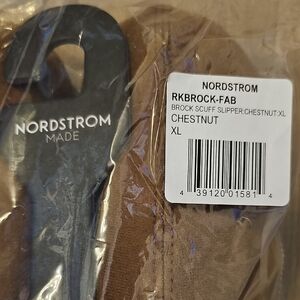 NORDSTROM
MADE
NORDSTROM
RKBROCK-FAB
BROCK SCUFF SLIPPER:CHESTNUT:XL
CHESTNUT
XL
4 39120 01581 4